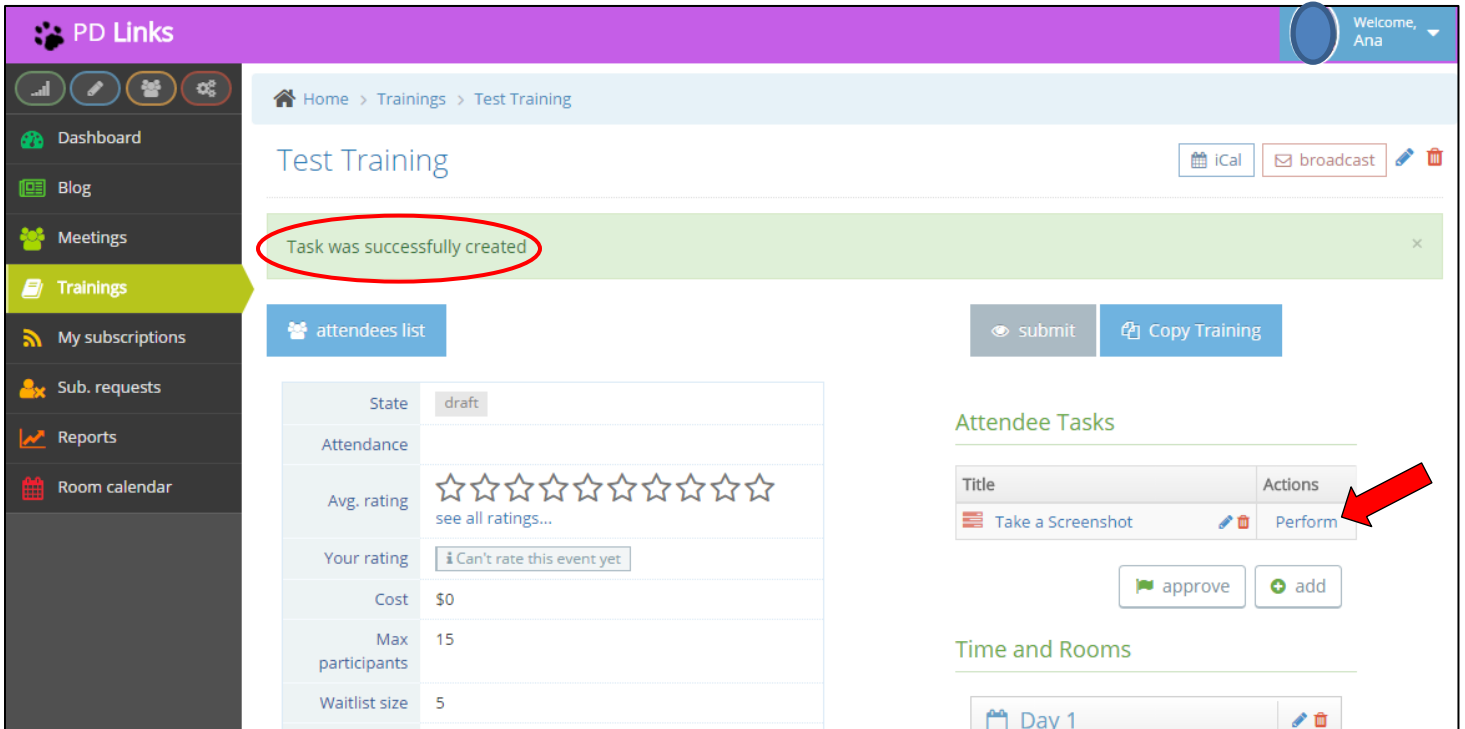 PD Links
Welcome,
Ana
Home > Trainings > Test Training
Dashboard
Blog
Meetings
Trainings
My subscriptions
Sub. requests
Reports
Room calendar
Test Training
iCal
broadcast
Task was successfully created
×
attendees list
submit
Copy Training
State draft
Attendance
Avg. rating
see all ratings...
Your rating Can't rate this event yet
Cost $0
Max 15
participants
Waitlist size 5
Attendee Tasks
Title Actions
Take a Screenshot Perform
approve
add
Time and Rooms
Day 1